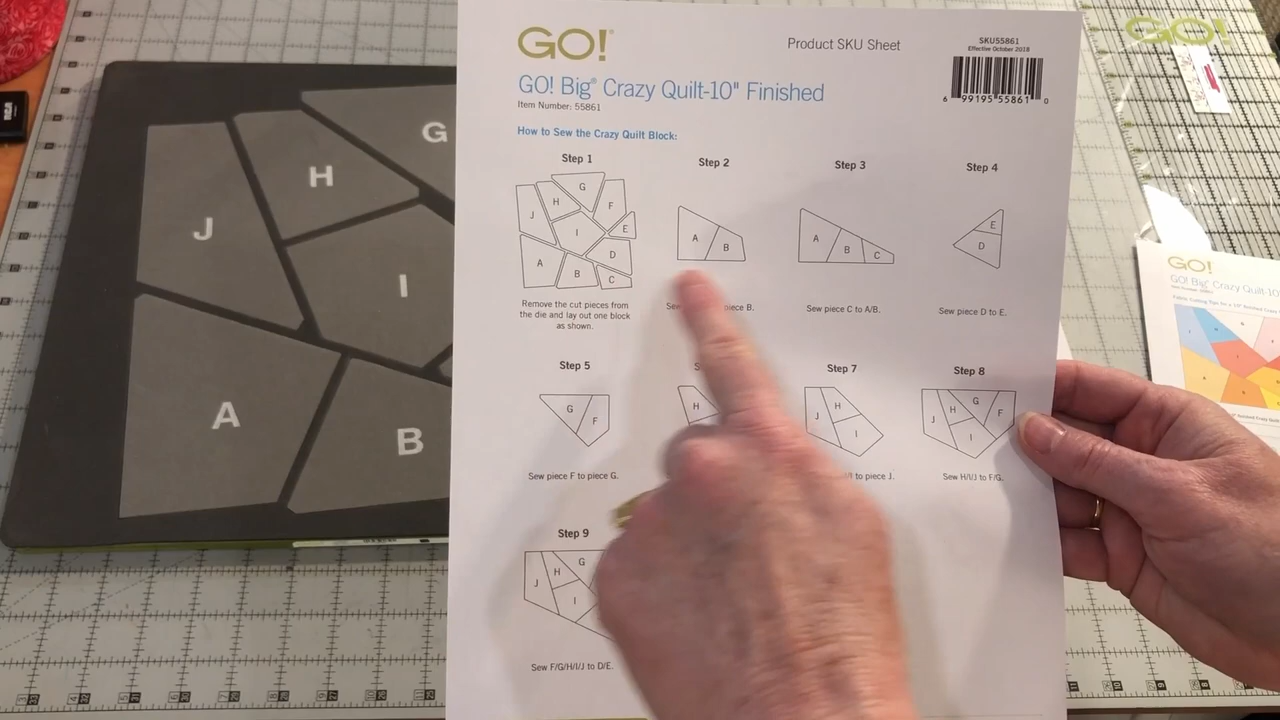 GO!
Product SKU Sheet
SKU55861
Effective October 2018
6 99195 55861 0
GO! Big® Crazy Quilt-10" Finished
Item Number: 55861
How to Sew the Crazy Quilt Block:
Step 1
Step 2
Step 3
Step 4
G
H
F
J
I
E
D
A
B
C
A
B
A
B
C
E
D
Remove the cut pieces from
the die and lay out one block
as shown.
piece B.
Sew piece C to A/B.
Sew piece D to E.
Step 5
Step 7
Step 8
G
F
H
J
H
I
J
H
G
F
I
Sew piece F to piece G.
to piece J.
Sew H/I/J to F/G.
Step 9
J
H
G
I
Sew F/G/H/I/J to D/E.
G
H
J
I
A
B
GO!
GO!
GO! Big® Crazy Quilt-10"